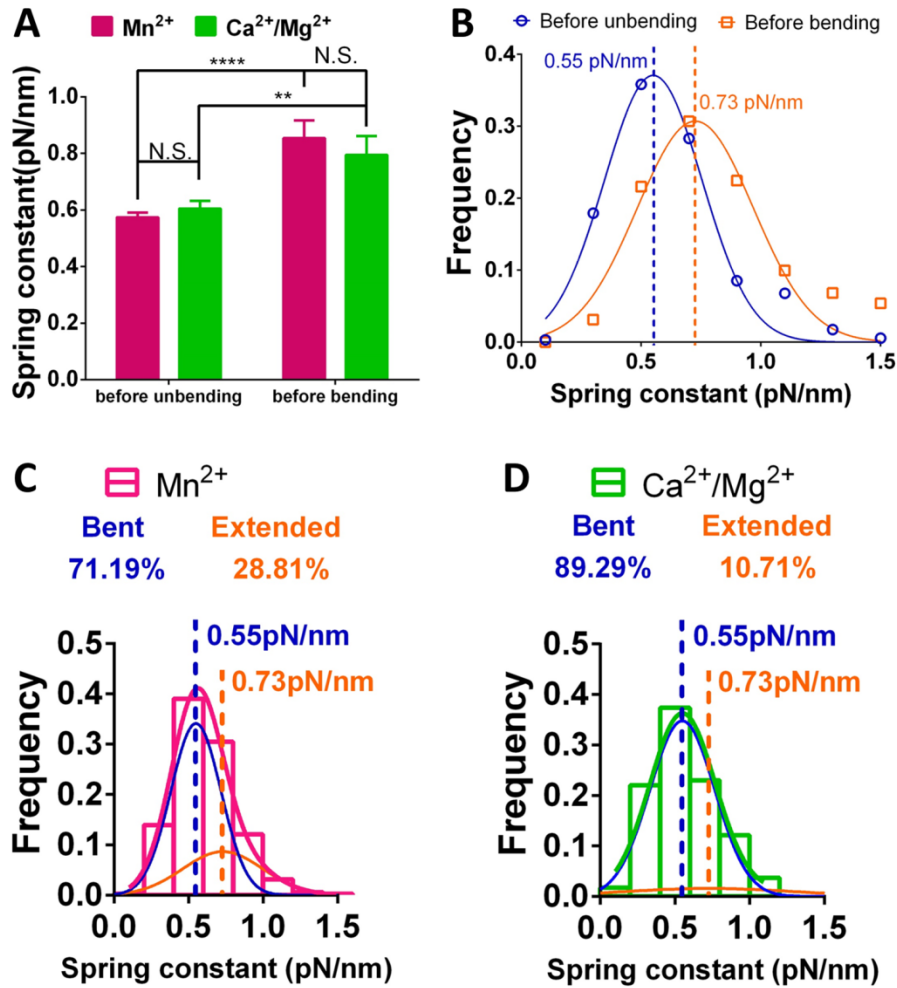 A
Mn²⁺ Ca²⁺/Mg²⁺
Spring constant(pN/nm)
1.0
0.8
0.6
0.4
0.2
0.0
**** N.S.
**
N.S.
before unbending before bending
B
Before unbending Before bending
0.55 pN/nm
0.73 pN/nm
Frequency
0.4
0.3
0.2
0.1
0.0
0.0 0.5 1.0 1.5
Spring constant (pN/nm)
C
Mn²⁺
Bent Extended
71.19% 28.81%
0.55pN/nm
0.73pN/nm
Frequency
0.5
0.4
0.3
0.2
0.1
0.0
0.0 0.5 1.0 1.5
Spring constant (pN/nm)
D
Ca²⁺/Mg²⁺
Bent Extended
89.29% 10.71%
0.55pN/nm
0.73pN/nm
Frequency
0.5
0.4
0.3
0.2
0.1
0.0
0.0 0.5 1.0 1.5
Spring constant (pN/nm)